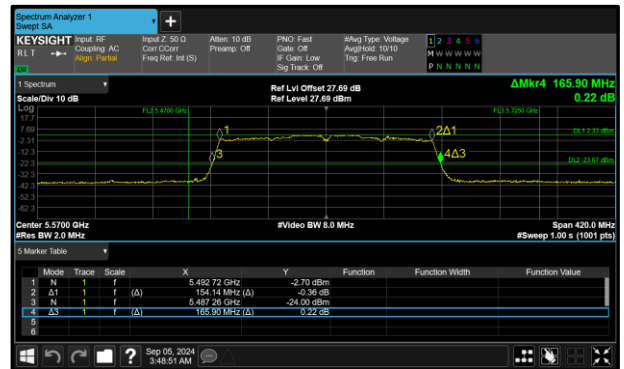 Spectrum Analyzer 1
Swept SA
+
KEYSIGHT Input: RF Input Z: 50 Ω Atten: 10 dB PNO: Fast #Avg Type: Voltage 1 2 3 4 5 6
RLT Coupling: AC Corr CCorr Preamp: Off Gate: Off Avg|Hold: 10/10 M W W W W W
Align: Partial Freq Ref: Int (S) IF Gain: Low Trig: Free Run
Sig Track: Off P N N N N N
LXI
1 Spectrum Ref Lvl Offset 27.69 dB ΔMkr4 165.90 MHz
Scale/Div 10 dB Ref Level 27.69 dBm 0.22 dB
Log FL2 5.4700 GHz FL3 5.7250 GHz
17.7
7.69 1 2Δ1 DL1 2.33 dBm
-2.31
-12.3 3 4Δ3
-22.3 DL2 -23.67 dBm
-32.3
-42.3
-52.3
-62.3
Center 5.5700 GHz #Video BW 8.0 MHz Span 420.0 MHz
#Res BW 2.0 MHz #Sweep 1.00 s (1001 pts)
5 Marker Table
Mode Trace Scale X Y Function Function Width Function Value
1 N 1 f 5.492 72 GHz -2.70 dBm
2 Δ1 1 f (Δ) 154.14 MHz (Δ) -0.36 dB
3 N 1 f 5.487 26 GHz -24.00 dBm
4 Δ3 1 f (Δ) 165.90 MHz (Δ) 0.22 dB
5
6
? Sep 05, 2024
3:48:51 AM